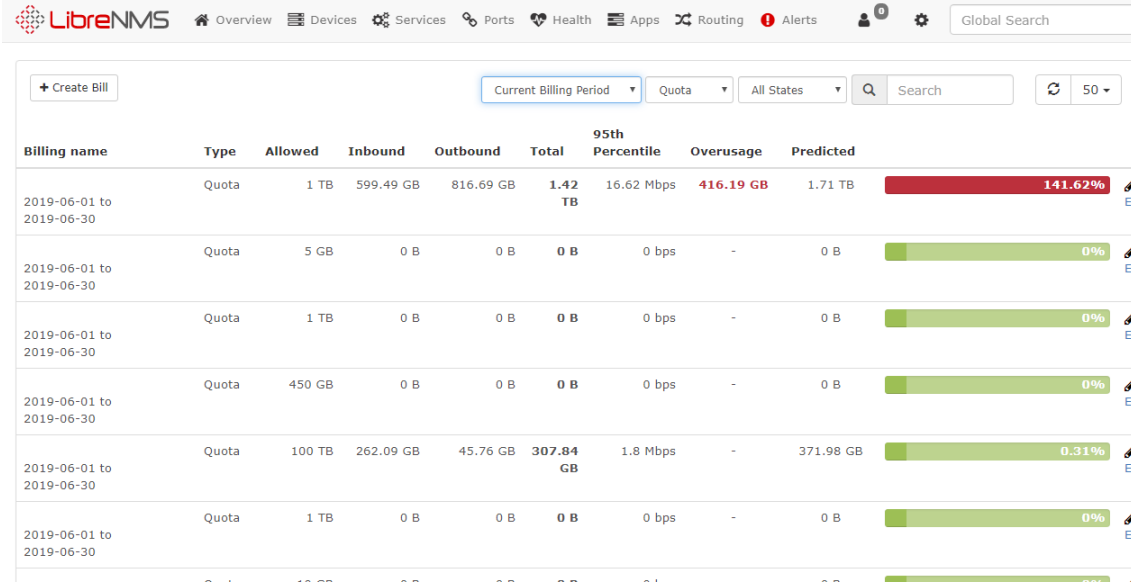 LibreNMS Overview Devices Services Ports Health Apps Routing Alerts 0 Global Search
+ Create Bill Current Billing Period Quota All States Search 50
Billing name Type Allowed Inbound Outbound Total 95th Percentile Overusage Predicted
Quota 1 TB 599.49 GB 816.69 GB 1.42 TB 16.62 Mbps 416.19 GB 1.71 TB 141.62%
2019-06-01 to
2019-06-30
Quota 5 GB 0 B 0 B 0 B 0 bps - 0 B 0%
2019-06-01 to
2019-06-30
Quota 1 TB 0 B 0 B 0 B 0 bps - 0 B 0%
2019-06-01 to
2019-06-30
Quota 450 GB 0 B 0 B 0 B 0 bps - 0 B 0%
2019-06-01 to
2019-06-30
Quota 100 TB 262.09 GB 45.76 GB 307.84 GB 1.8 Mbps - 371.98 GB 0.31%
2019-06-01 to
2019-06-30
Quota 1 TB 0 B 0 B 0 B 0 bps - 0 B 0%
2019-06-01 to
2019-06-30